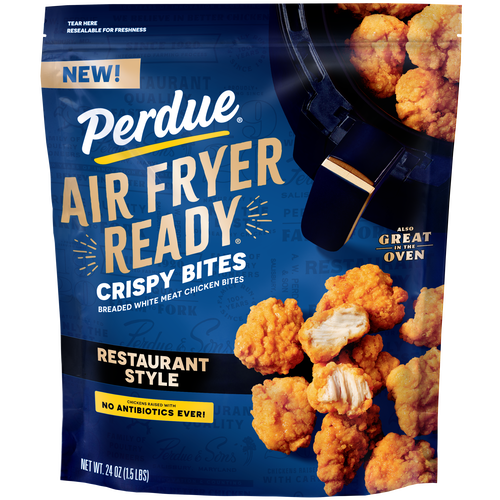 TEAR HERE
RESEALABLE FOR FRESHNESS
NEW!
Perdue®
AIR FRYER
READY®
CRISPY BITES
BREADED WHITE MEAT CHICKEN BITES
ALSO
GREAT
IN THE
OVEN
RESTAURANT
STYLE
CHICKENS RAISED WITH
NO ANTIBIOTICS EVER!
NET WT. 24 OZ (1.5 LBS)